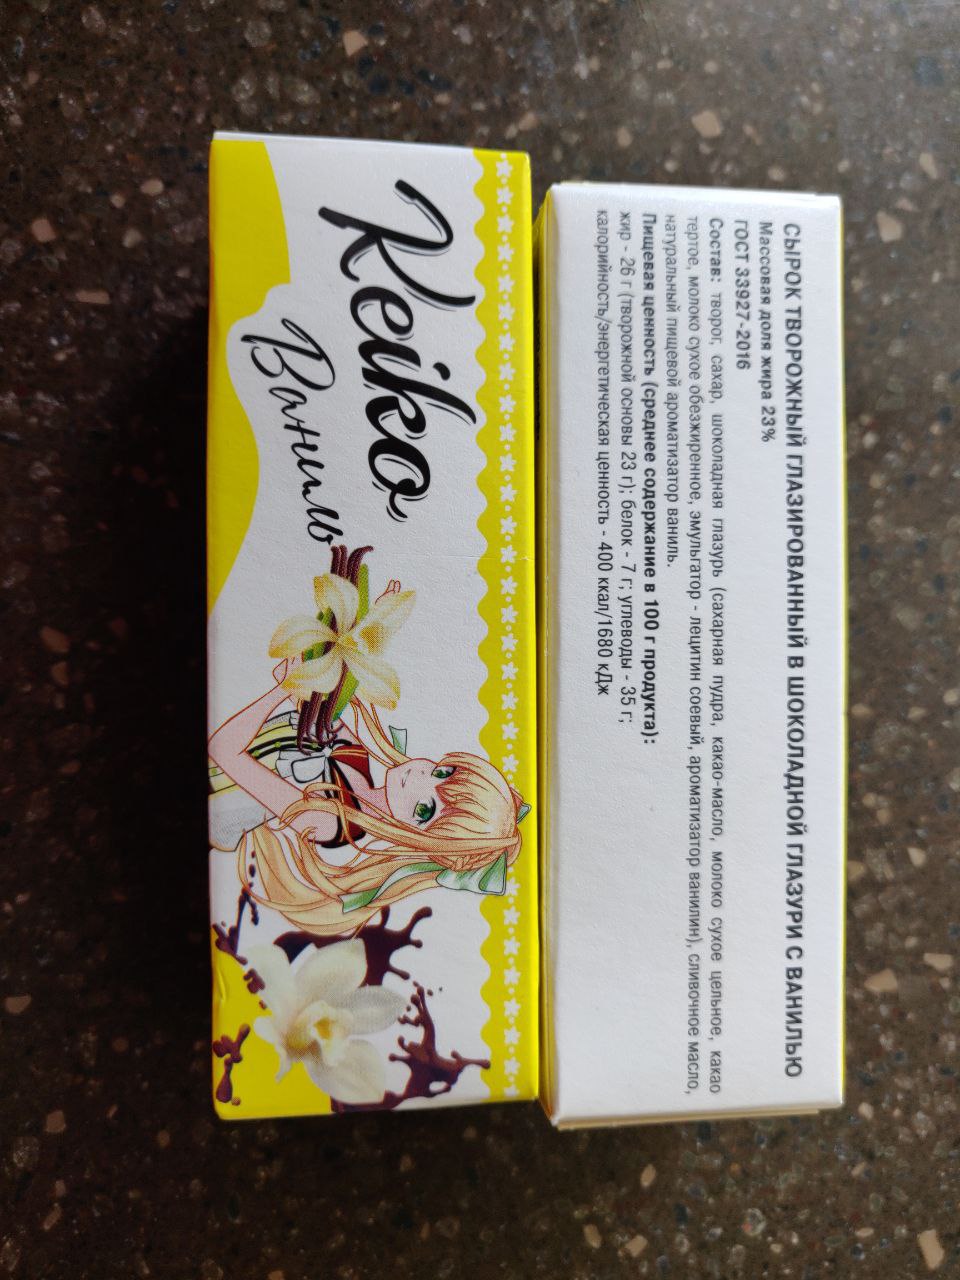 Keiko
Ваниль
СЫРОК ТВОРОЖНЫЙ ГЛАЗИРОВАННЫЙ В ШОКОЛАДНОЙ ГЛАЗУРИ С ВАНИЛЬЮ
Массовая доля жира 23%
ГОСТ 33927-2016
Состав: творог, сахар, шоколадная глазурь (сахарная пудра, какао-масло, молоко сухое цельное, какао
тертое, молоко сухое обезжиренное, эмульгатор - лецитин соевый, ароматизатор ванилин), сливочное масло,
натуральный пищевой ароматизатор ваниль.
Пищевая ценность (среднее содержание в 100 г продукта):
жир - 26 г (творожной основы 23 г); белок - 7 г; углеводы - 35 г;
калорийность/энергетическая ценность - 400 ккал/1680 кДж